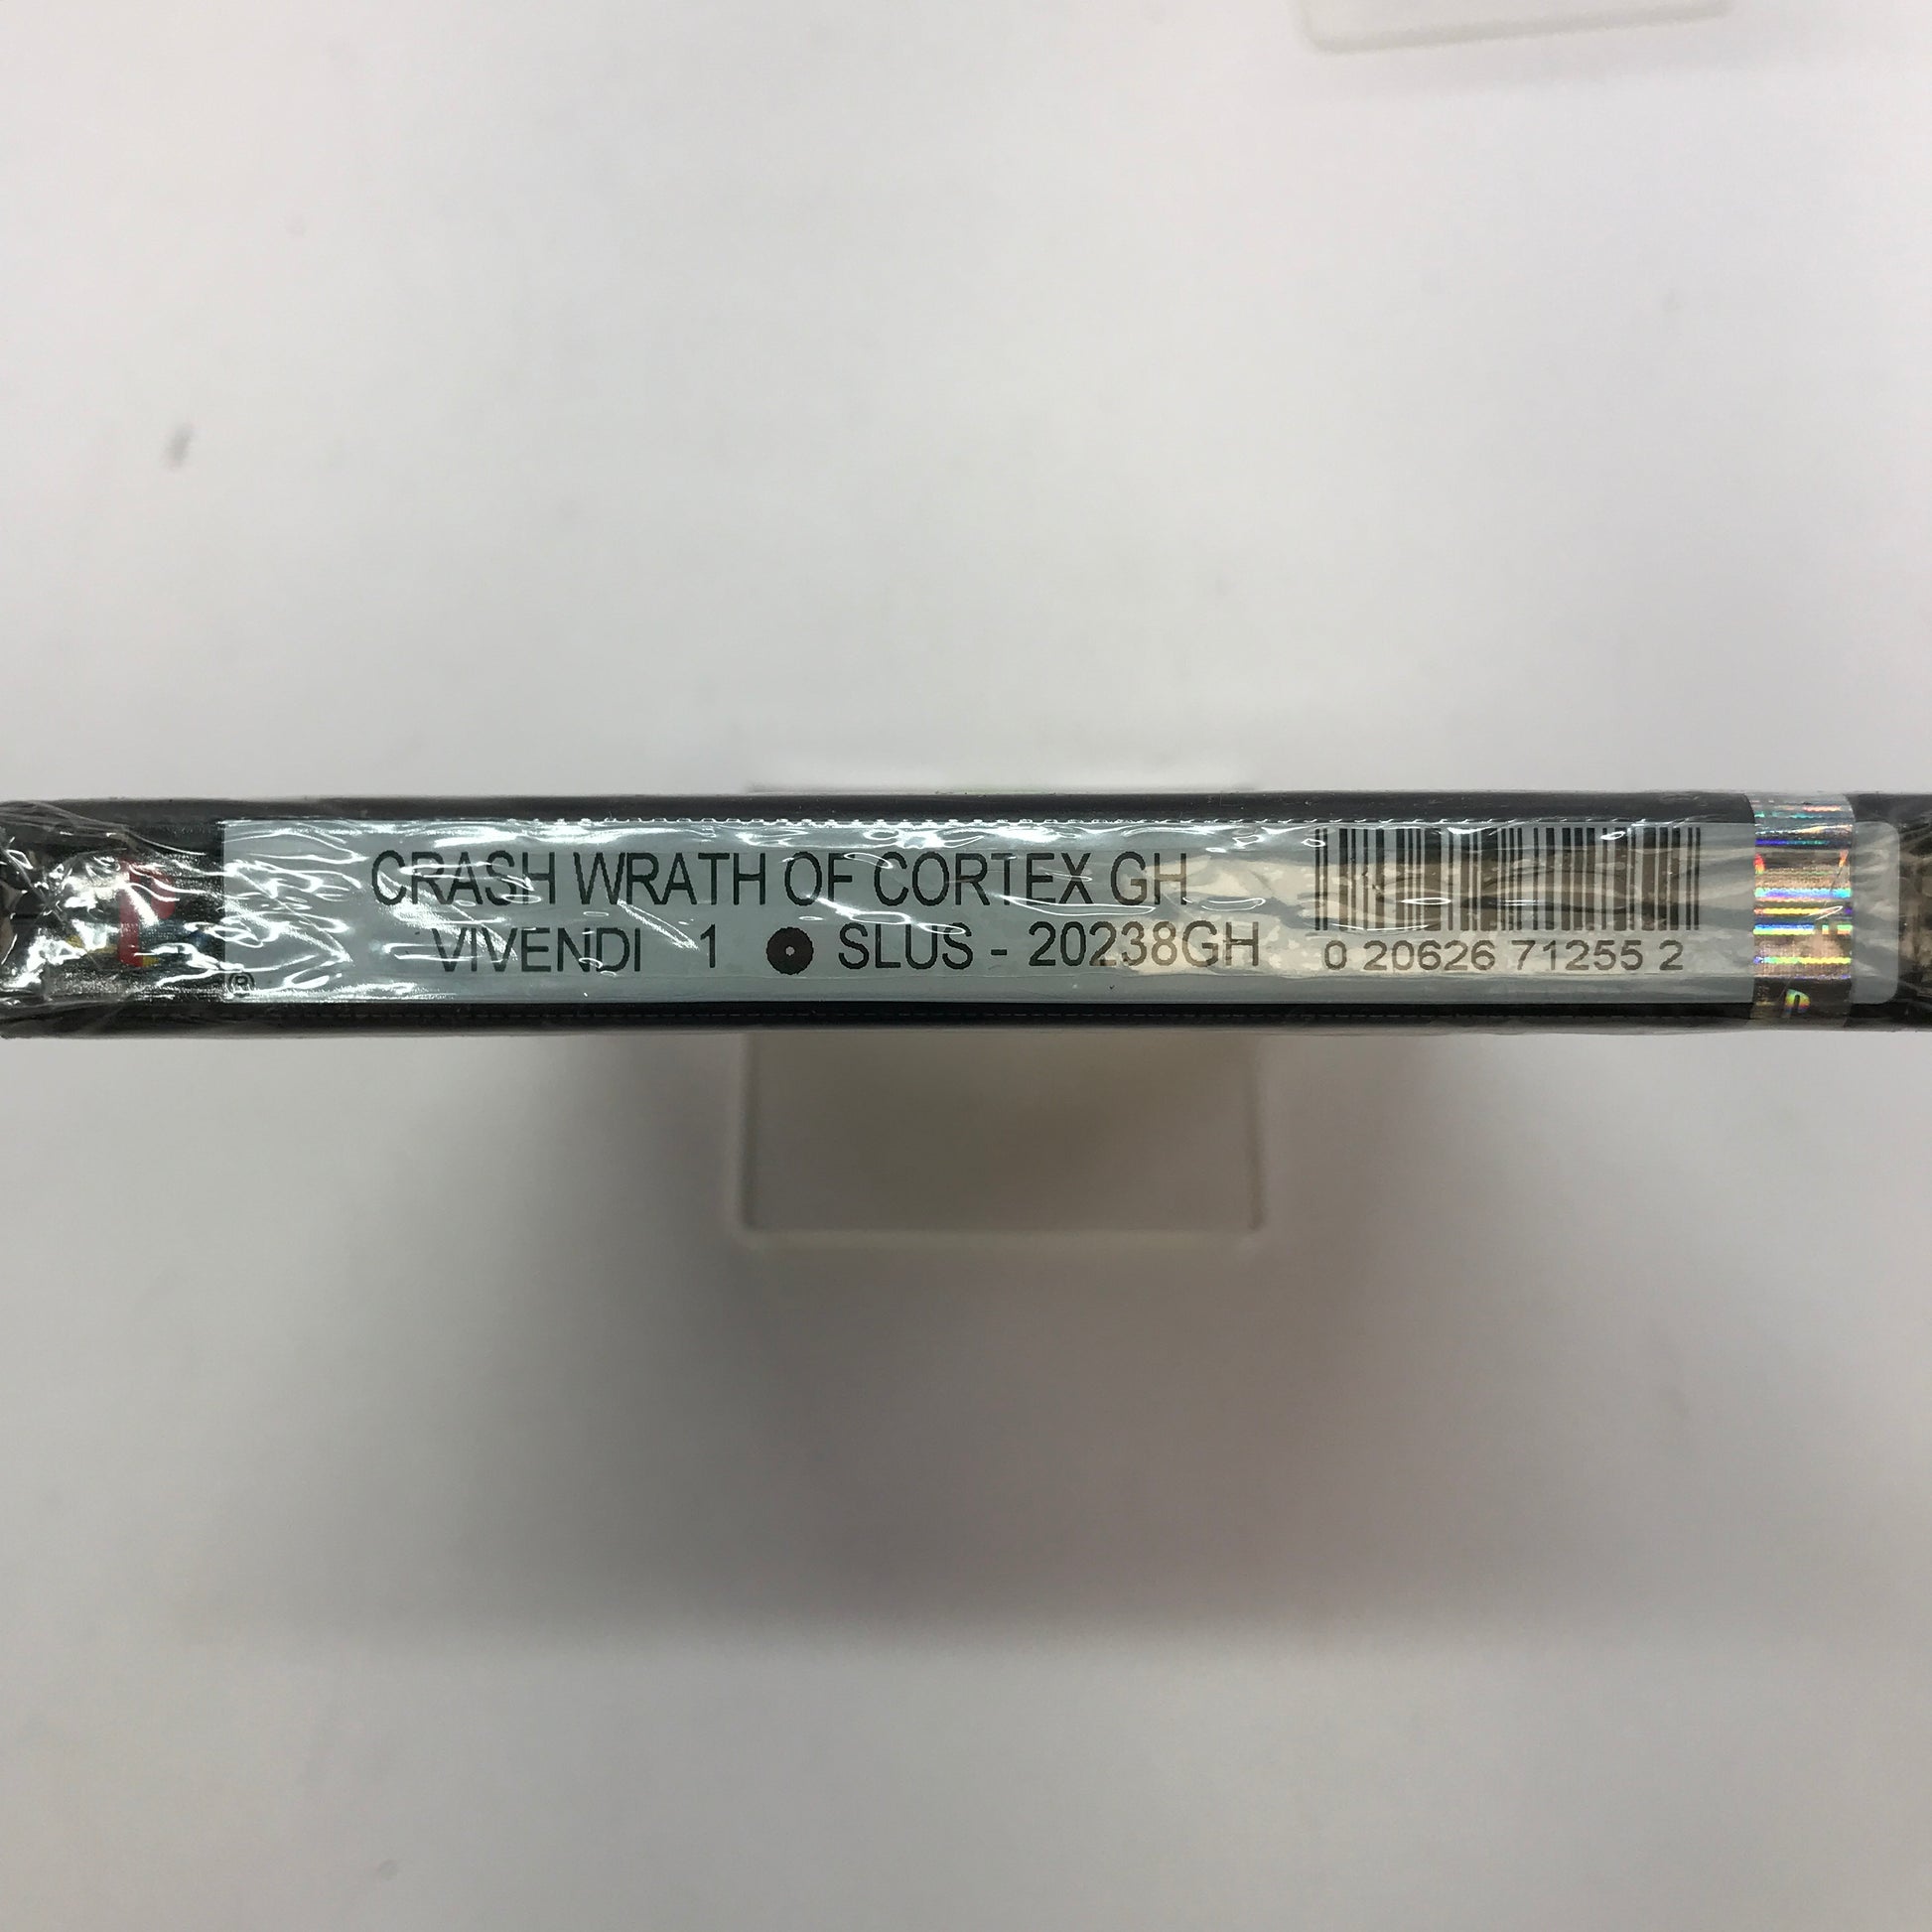 CRASH WRATH OF CORTEX GH
VIVENDI 1 SLUS - 20238GH
0 20626 71255 2
®